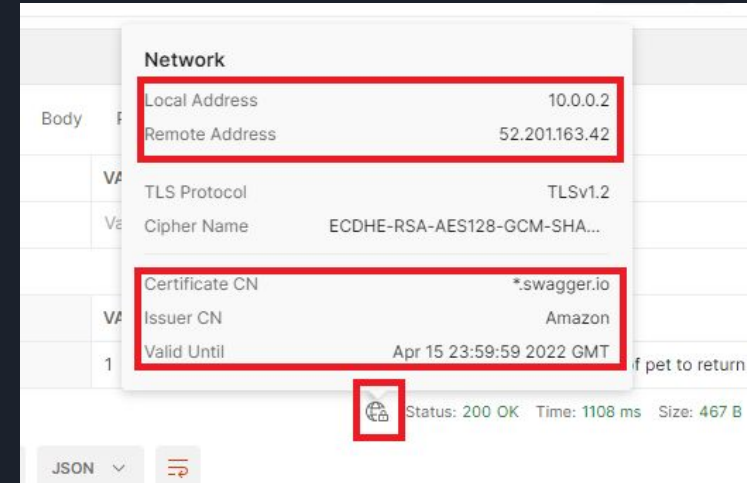 Network
Local Address 10.0.0.2
Body
Remote Address 52.201.163.42
VA
TLS Protocol TLSv1.2
Va
Cipher Name ECDHE-RSA-AES128-GCM-SHA...
Certificate CN *.swagger.io
VA
Issuer CN Amazon
Valid Until Apr 15 23:59:59 2022 GMT
1 of pet to return
Status: 200 OK Time: 1108 ms Size: 467 B
JSON